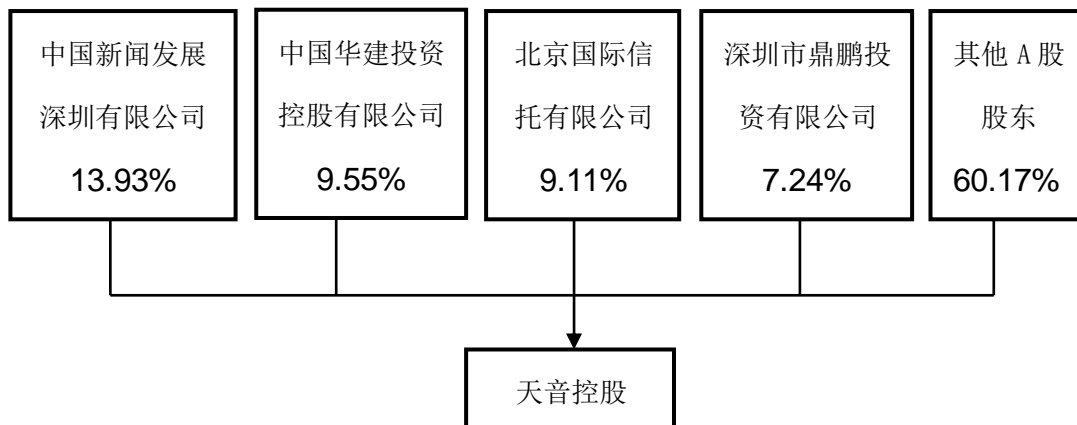 中国新闻发展
深圳有限公司
13.93%
中国华建投资
控股有限公司
9.55%
北京国际信
托有限公司
9.11%
深圳市鼎鹏投
资有限公司
7.24%
其他 A 股
股东
60.17%
天音控股